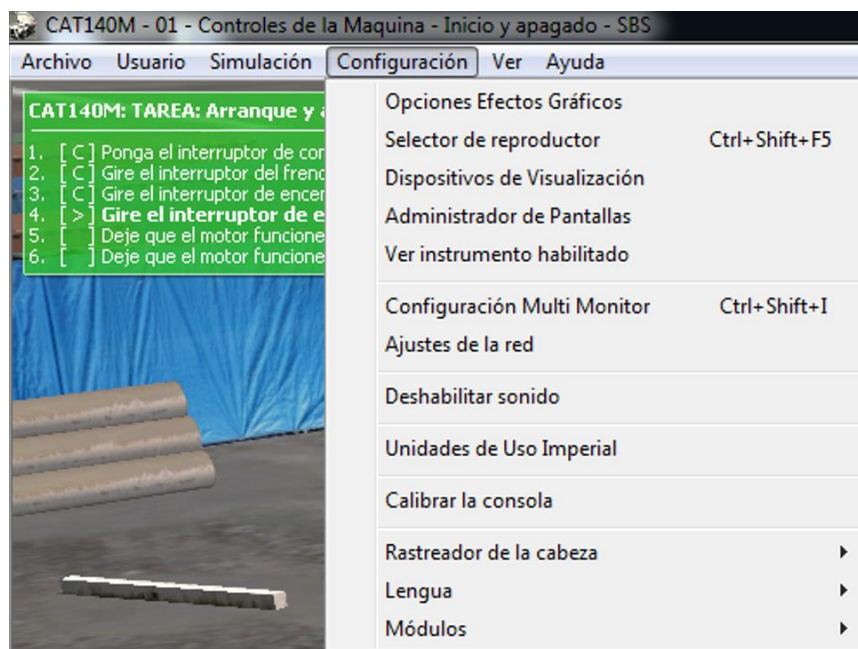 CAT140M - 01 - Controles de la Maquina - Inicio y apagado - SBS
Archivo Usuario Simulación Configuración Ver Ayuda
CAT140M: TAREA: Arranque y
1. [ C ] Ponga el interruptor de
2. [ C ] Gire el interruptor del
3. [ C ] Gire el interruptor de
4. [ > ] Gire el interruptor de
5. [ ] Deje que el motor funcione
6. [ ] Deje que el motor funcione
Opciones Efectos Gráficos
Selector de reproductor Ctrl+Shift+F5
Dispositivos de Visualización
Administrador de Pantallas
Ver instrumento habilitado
Configuración Multi Monitor Ctrl+Shift+I
Ajustes de la red
Deshabilitar sonido
Unidades de Uso Imperial
Calibrar la consola
Rastreador de la cabeza
Lengua
Módulos